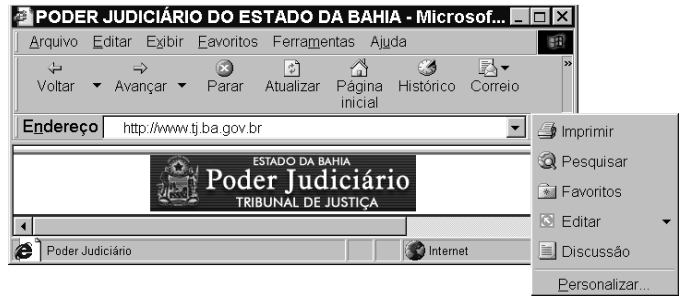 PODER JUDICIÁRIO DO ESTADO DA BAHIA - Microsof...
Arquivo Editar Exibir Favoritos Ferramentas Ajuda
Voltar Avançar Parar Atualizar Página inicial Histórico Correio »
Endereço http://www.tj.ba.gov.br
ESTADO DA BAHIA
Poder Judiciário
TRIBUNAL DE JUSTIÇA
Poder Judiciário Internet
Imprimir
Pesquisar
Favoritos
Editar
Discussão
Personalizar...